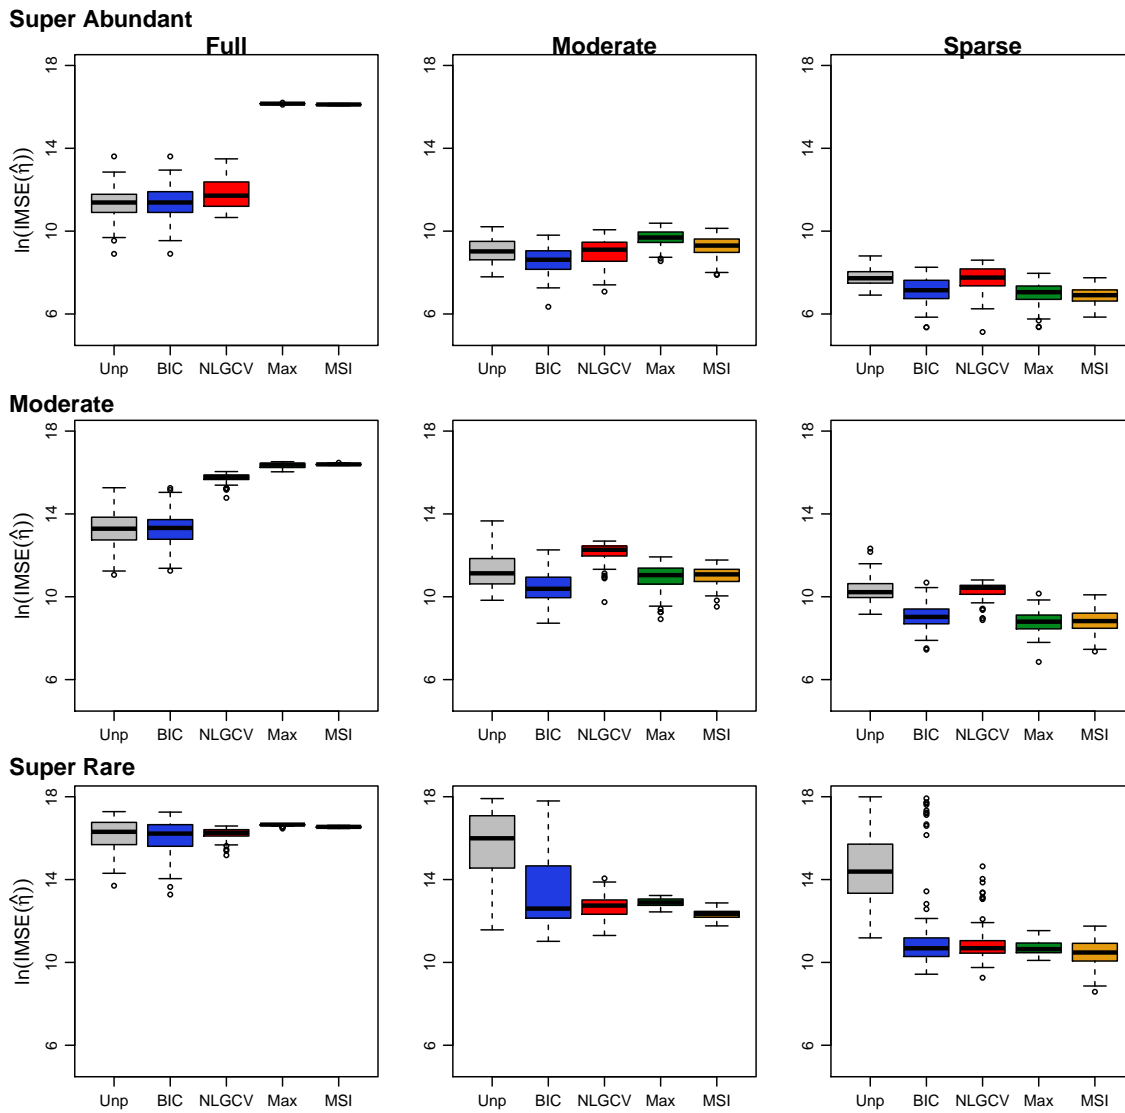 Super Abundant
Full Moderate Sparse
ln(IMSE(η̂))
18
14
10
6
Unp BIC NLGCV Max MSI
18
14
10
6
Unp BIC NLGCV Max MSI
18
14
10
6
Unp BIC NLGCV Max MSI
Moderate
ln(IMSE(η̂))
18
14
10
6
Unp BIC NLGCV Max MSI
18
14
10
6
Unp BIC NLGCV Max MSI
18
14
10
6
Unp BIC NLGCV Max MSI
Super Rare
ln(IMSE(η̂))
18
14
10
6
Unp BIC NLGCV Max MSI
18
14
10
6
Unp BIC NLGCV Max MSI
18
14
10
6
Unp BIC NLGCV Max MSI